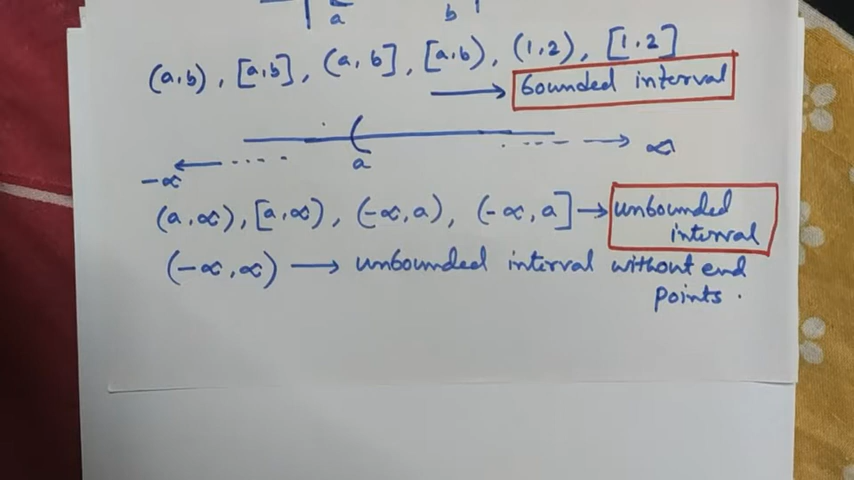 a b
(a,b), [a,b], (a,b], [a,b), (1,2), [1,2]
→ bounded interval
a
-∞ ∞
(a,∞), [a,∞), (-∞,a), (-∞,a] → unbounded
interval
(-∞,∞) → unbounded interval without end
points.